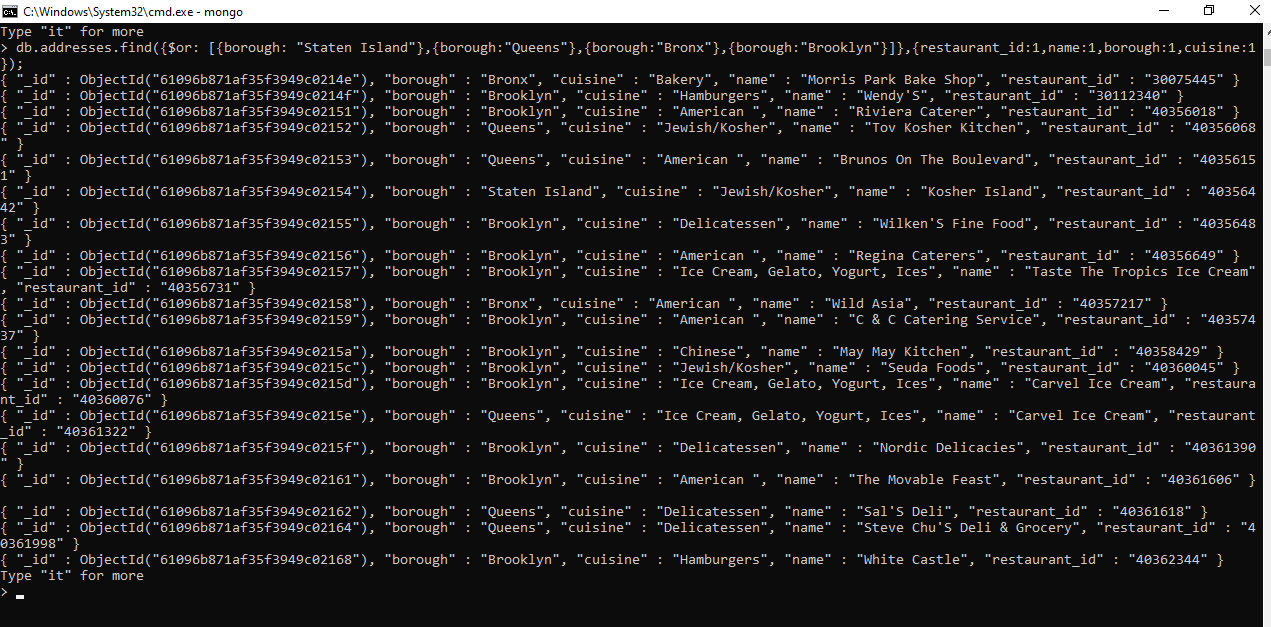 C:\Windows\System32\cmd.exe - mongo
Type "it" for more
> db.addresses.find({$or: [{borough: "Staten Island"},{borough:"Queens"},{borough:"Bronx"},{borough:"Brooklyn"}]},{restaurant_id:1,name:1,borough:1,cuisine:1
});
{ "_id" : ObjectId("61096b871af35f3949c0214e"), "borough" : "Bronx", "cuisine" : "Bakery", "name" : "Morris Park Bake Shop", "restaurant_id" : "30075445" }
{ "_id" : ObjectId("61096b871af35f3949c0214f"), "borough" : "Brooklyn", "cuisine" : "Hamburgers", "name" : "Wendy'S", "restaurant_id" : "30112340" }
{ "_id" : ObjectId("61096b871af35f3949c02151"), "borough" : "Brooklyn", "cuisine" : "American ", "name" : "Riviera Caterer", "restaurant_id" : "40356018" }
{ "_id" : ObjectId("61096b871af35f3949c02152"), "borough" : "Queens", "cuisine" : "Jewish/Kosher", "name" : "Tov Kosher Kitchen", "restaurant_id" : "40356068
" }
{ "_id" : ObjectId("61096b871af35f3949c02153"), "borough" : "Queens", "cuisine" : "American ", "name" : "Brunos On The Boulevard", "restaurant_id" : "4035615
1" }
{ "_id" : ObjectId("61096b871af35f3949c02154"), "borough" : "Staten Island", "cuisine" : "Jewish/Kosher", "name" : "Kosher Island", "restaurant_id" : "403564
42" }
{ "_id" : ObjectId("61096b871af35f3949c02155"), "borough" : "Brooklyn", "cuisine" : "Delicatessen", "name" : "Wilken'S Fine Food", "restaurant_id" : "4035648
3" }
{ "_id" : ObjectId("61096b871af35f3949c02156"), "borough" : "Brooklyn", "cuisine" : "American ", "name" : "Regina Caterers", "restaurant_id" : "40356649" }
{ "_id" : ObjectId("61096b871af35f3949c02157"), "borough" : "Brooklyn", "cuisine" : "Ice Cream, Gelato, Yogurt, Ices", "name" : "Taste The Tropics Ice Cream"
, "restaurant_id" : "40356731" }
{ "_id" : ObjectId("61096b871af35f3949c02158"), "borough" : "Bronx", "cuisine" : "American ", "name" : "Wild Asia", "restaurant_id" : "40357217" }
{ "_id" : ObjectId("61096b871af35f3949c02159"), "borough" : "Brooklyn", "cuisine" : "American ", "name" : "C & C Catering Service", "restaurant_id" : "403574
37" }
{ "_id" : ObjectId("61096b871af35f3949c0215a"), "borough" : "Brooklyn", "cuisine" : "Chinese", "name" : "May May Kitchen", "restaurant_id" : "40358429" }
{ "_id" : ObjectId("61096b871af35f3949c0215c"), "borough" : "Brooklyn", "cuisine" : "Jewish/Kosher", "name" : "Seuda Foods", "restaurant_id" : "40360045" }
{ "_id" : ObjectId("61096b871af35f3949c0215d"), "borough" : "Brooklyn", "cuisine" : "Ice Cream, Gelato, Yogurt, Ices", "name" : "Carvel Ice Cream", "restaura
nt_id" : "40360076" }
{ "_id" : ObjectId("61096b871af35f3949c0215e"), "borough" : "Queens", "cuisine" : "Ice Cream, Gelato, Yogurt, Ices", "name" : "Carvel Ice Cream", "restaurant
_id" : "40361322" }
{ "_id" : ObjectId("61096b871af35f3949c0215f"), "borough" : "Brooklyn", "cuisine" : "Delicatessen", "name" : "Nordic Delicacies", "restaurant_id" : "40361390
" }
{ "_id" : ObjectId("61096b871af35f3949c02161"), "borough" : "Brooklyn", "cuisine" : "American ", "name" : "The Movable Feast", "restaurant_id" : "40361606" }
{ "_id" : ObjectId("61096b871af35f3949c02162"), "borough" : "Queens", "cuisine" : "Delicatessen", "name" : "Sal'S Deli", "restaurant_id" : "40361618" }
{ "_id" : ObjectId("61096b871af35f3949c02164"), "borough" : "Queens", "cuisine" : "Delicatessen", "name" : "Steve Chu'S Deli & Grocery", "restaurant_id" : "4
0361998" }
{ "_id" : ObjectId("61096b871af35f3949c02168"), "borough" : "Brooklyn", "cuisine" : "Hamburgers", "name" : "White Castle", "restaurant_id" : "40362344" }
Type "it" for more
>